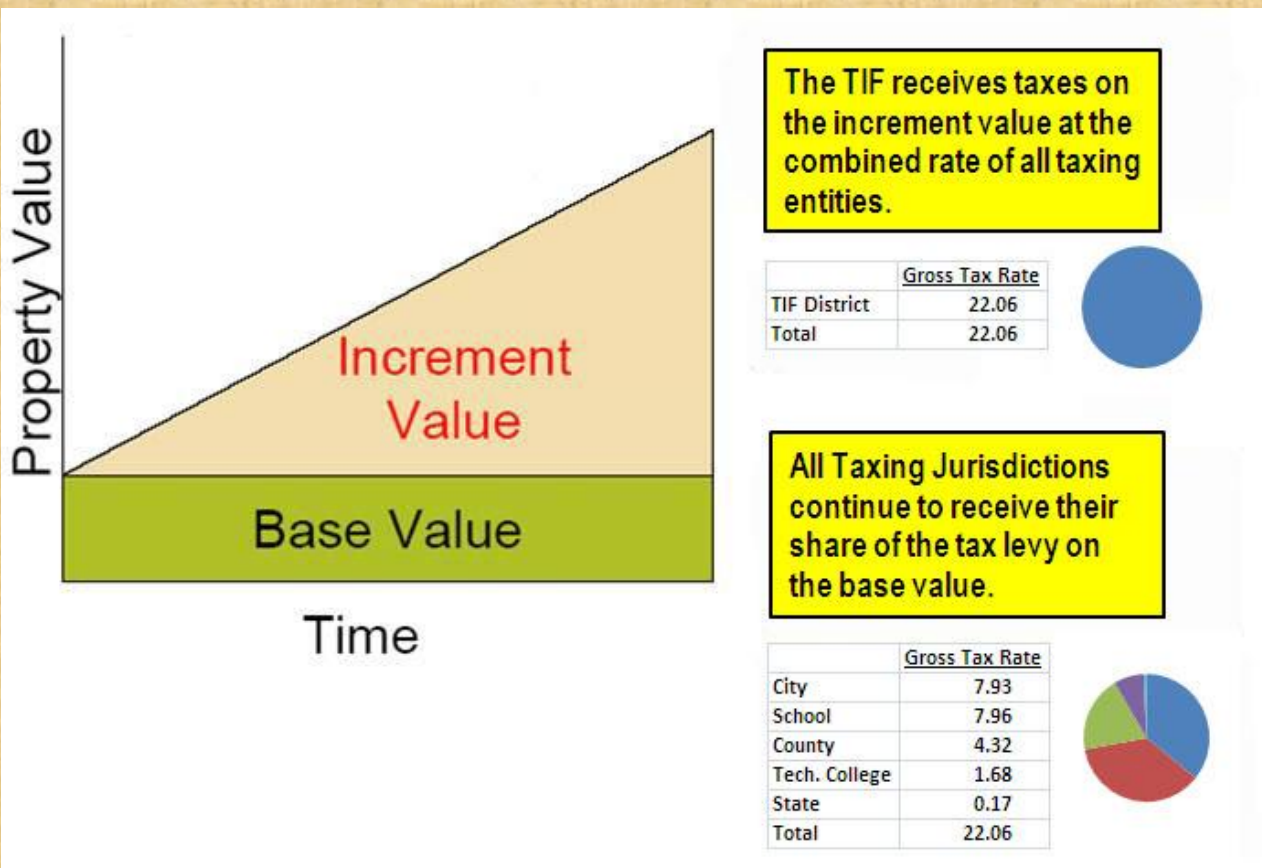 Property Value
Increment
Value
Base Value
Time
The TIF receives taxes on
the increment value at the
combined rate of all taxing
entities.
Gross Tax Rate
TIF District 22.06
Total 22.06
All Taxing Jurisdictions
continue to receive their
share of the tax levy on
the base value.
Gross Tax Rate
City 7.93
School 7.96
County 4.32
Tech. College 1.68
State 0.17
Total 22.06